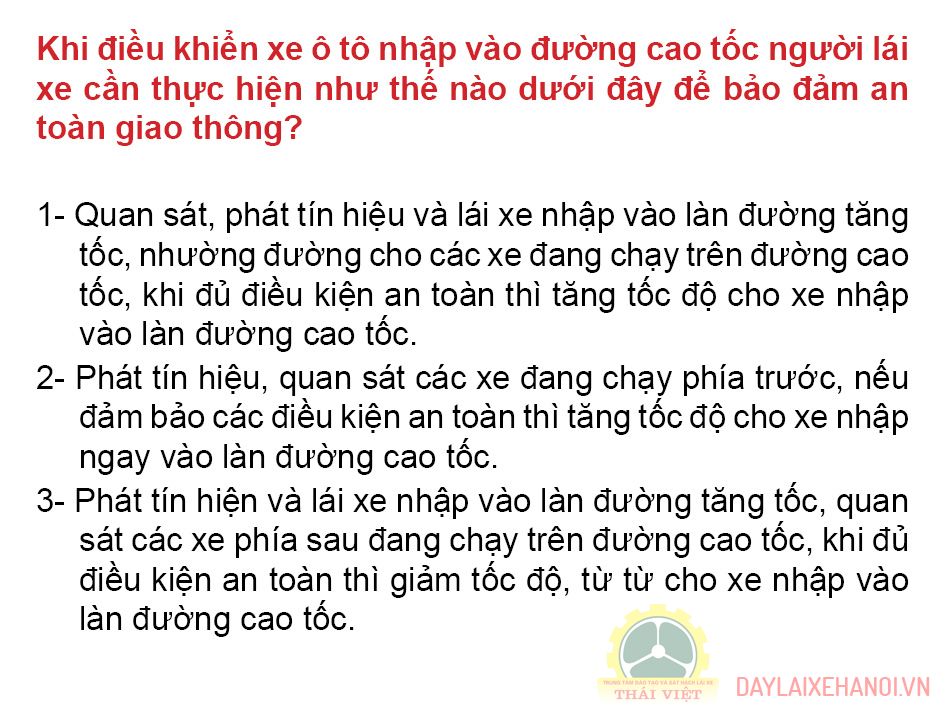 Khi điều khiển xe ô tô nhập vào đường cao tốc người lái
xe cần thực hiện như thế nào dưới đây để bảo đảm an
toàn giao thông?
1- Quan sát, phát tín hiệu và lái xe nhập vào làn đường tăng
tốc, nhường đường cho các xe đang chạy trên đường cao
tốc, khi đủ điều kiện an toàn thì tăng tốc độ cho xe nhập
vào làn đường cao tốc.
2- Phát tín hiệu, quan sát các xe đang chạy phía trước, nếu
đảm bảo các điều kiện an toàn thì tăng tốc độ cho xe nhập
ngay vào làn đường cao tốc.
3- Phát tín hiện và lái xe nhập vào làn đường tăng tốc, quan
sát các xe phía sau đang chạy trên đường cao tốc, khi đủ
điều kiện an toàn thì giảm tốc độ, từ từ cho xe nhập vào
làn đường cao tốc.
TRUNG TÂM ĐÀO TẠO VÀ SÁT HẠCH LÁI XE
THÁI VIỆT
DAYLAIXEHANOI.VN